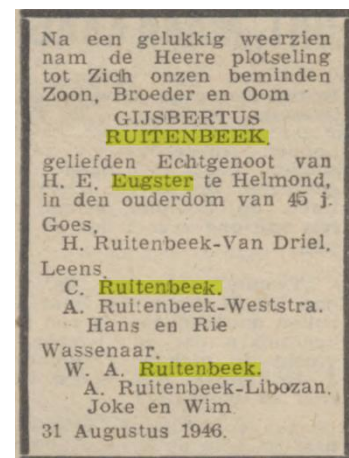 Na een gelukkig weerzien
nam de Heere plotseling
tot Zich onzen beminden
Zoon, Broeder en Oom
GIJSBERTUS
RUITENBEEK,
geliefden Echtgenoot van
H. E. Eugster te Helmond,
in den ouderdom van 45 j.
Goes,
H. Ruitenbeek-Van Driel.
Leens,
C. Ruitenbeek.
A. Ruitenbeek-Weststra.
Hans en Rie
Wassenaar,
W. A. Ruitenbeek.
A. Ruitenbeek-Libozan.
Joke en Wim
31 Augustus 1946.